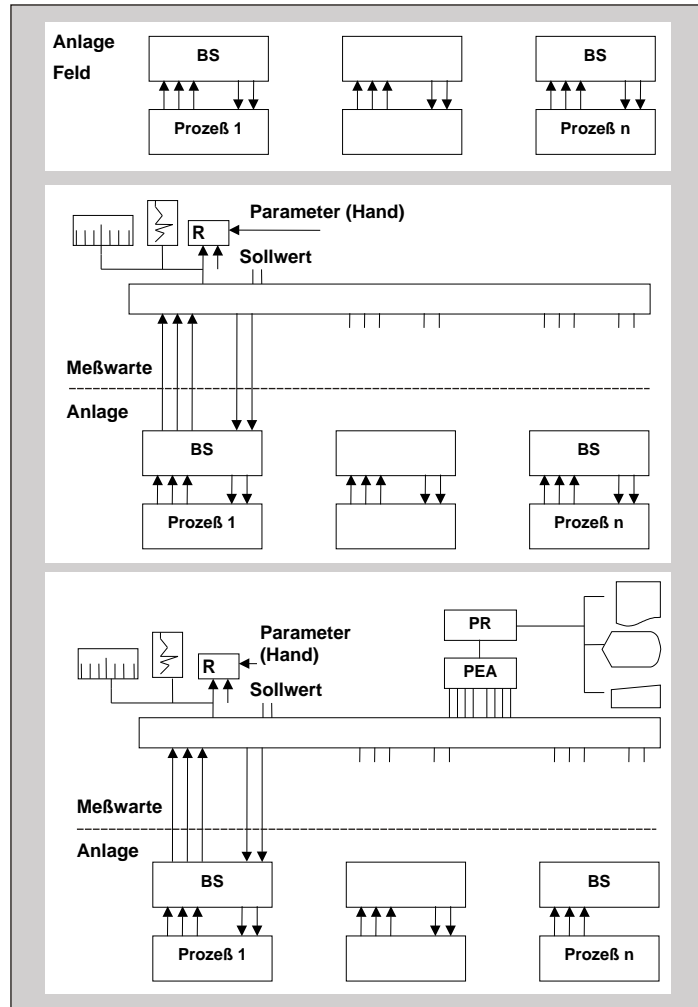 Anlage
Feld
BS
BS
Prozeß 1
Prozeß n
Parameter (Hand)
R
Sollwert
Meßwarte
Anlage
BS
BS
Prozeß 1
Prozeß n
Parameter
(Hand)
R
Sollwert
PR
PEA
Meßwarte
Anlage
BS
BS
Prozeß 1
Prozeß n